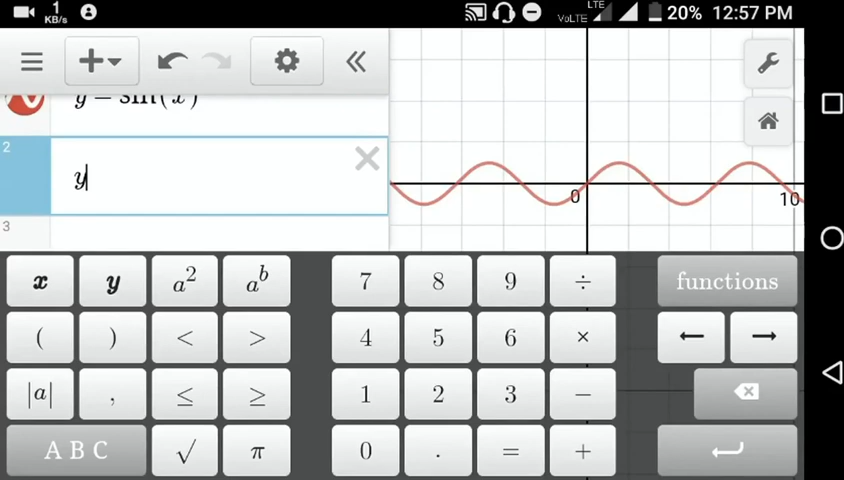 1
KB/s
VoLTE LTE 20% 12:57 PM
y = sin(x)
2
y
3
0
10
x y a² aᵇ 7 8 9 ÷ functions
( ) < > 4 5 6 × ← →
|a| , ≤ ≥ 1 2 3 −
A B C √ π 0 . = +